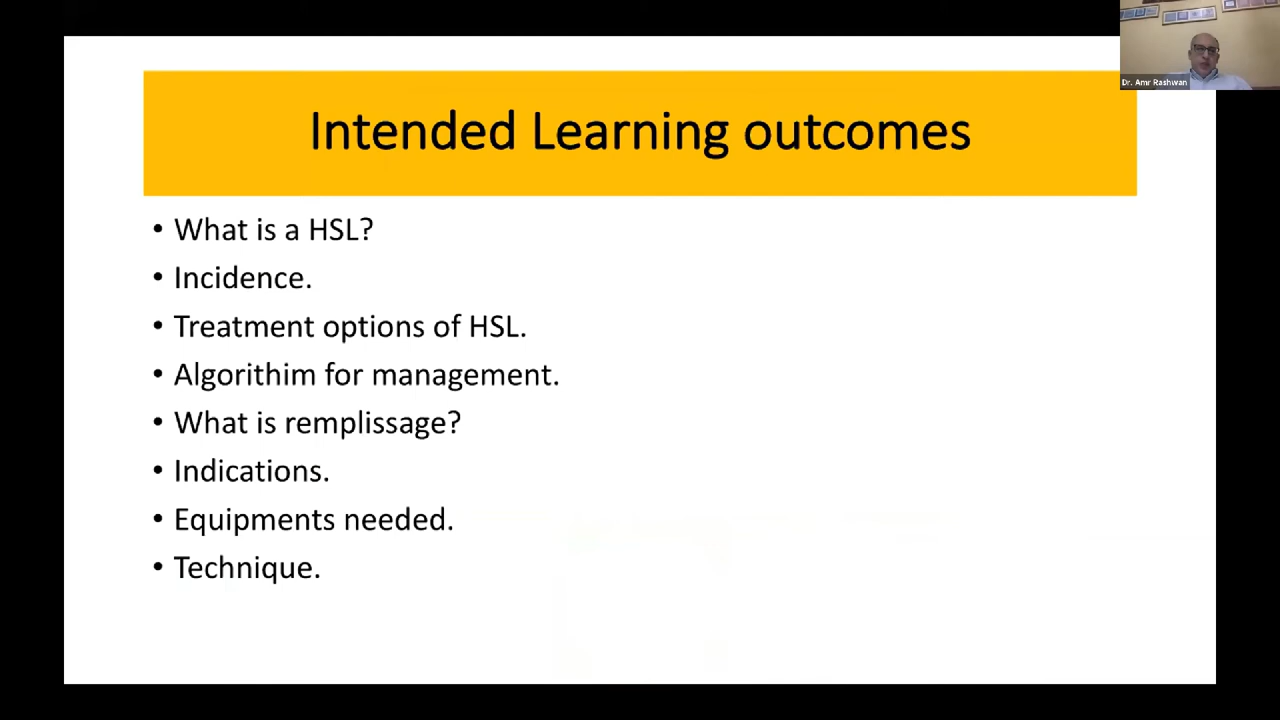 Dr. Amr Rashwan
Intended Learning outcomes
• What is a HSL?
• Incidence.
• Treatment options of HSL.
• Algorithim for management.
• What is remplissage?
• Indications.
• Equipments needed.
• Technique.